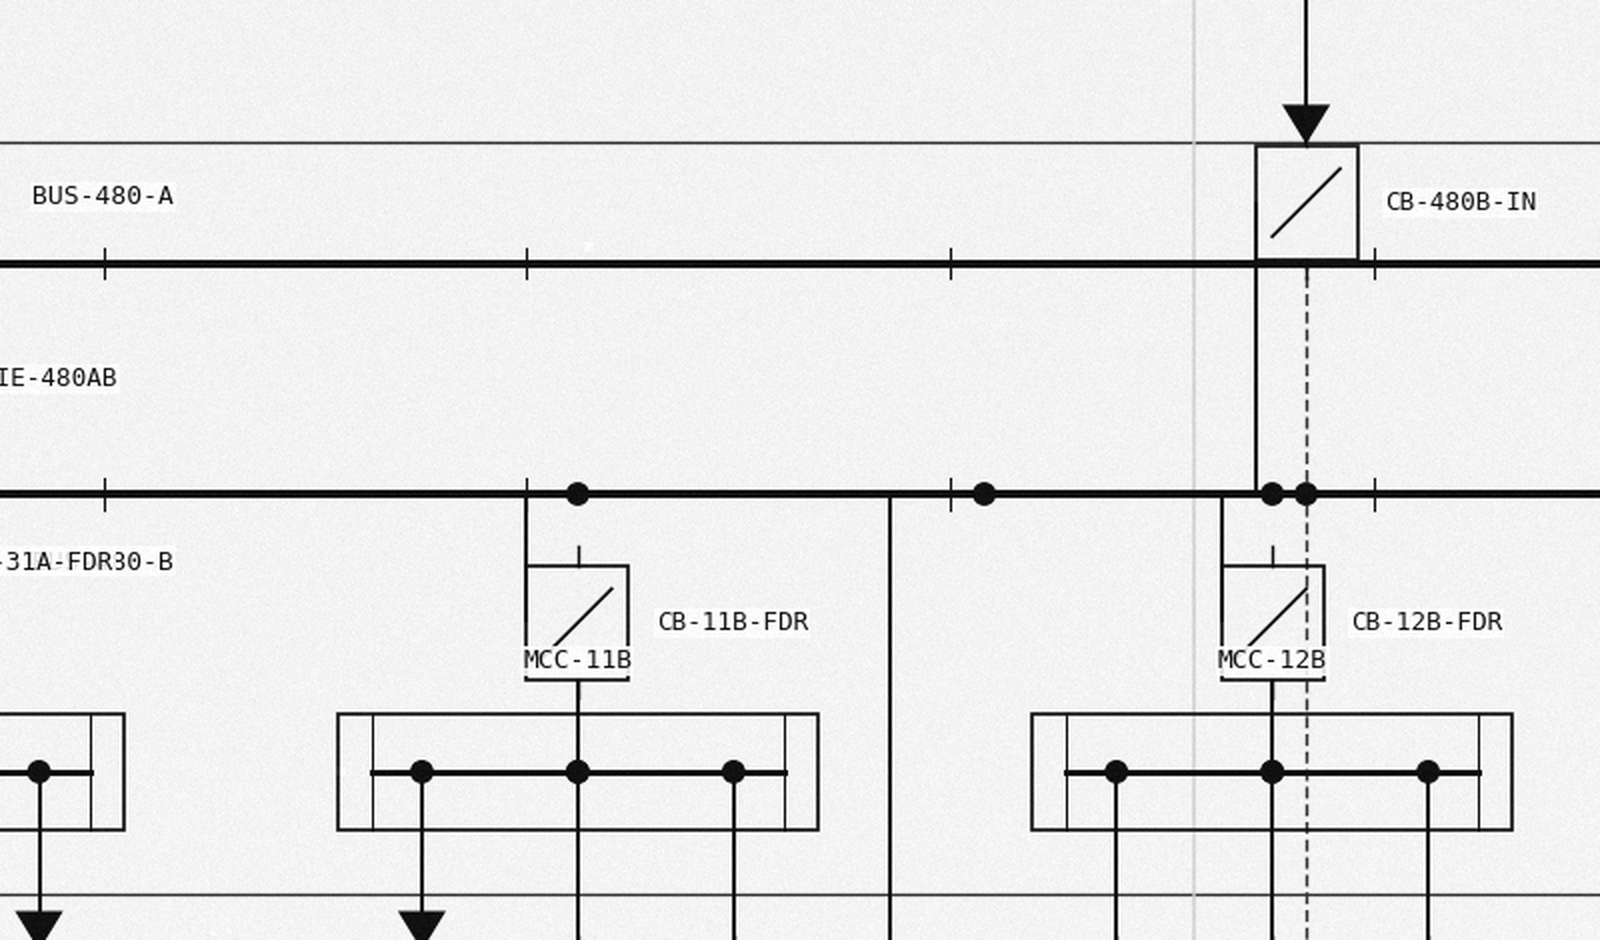 BUS-480-A
CB-480B-IN
IE-480AB
-31A-FDR30-B
CB-11B-FDR
CB-12B-FDR
MCC-11B
MCC-12B